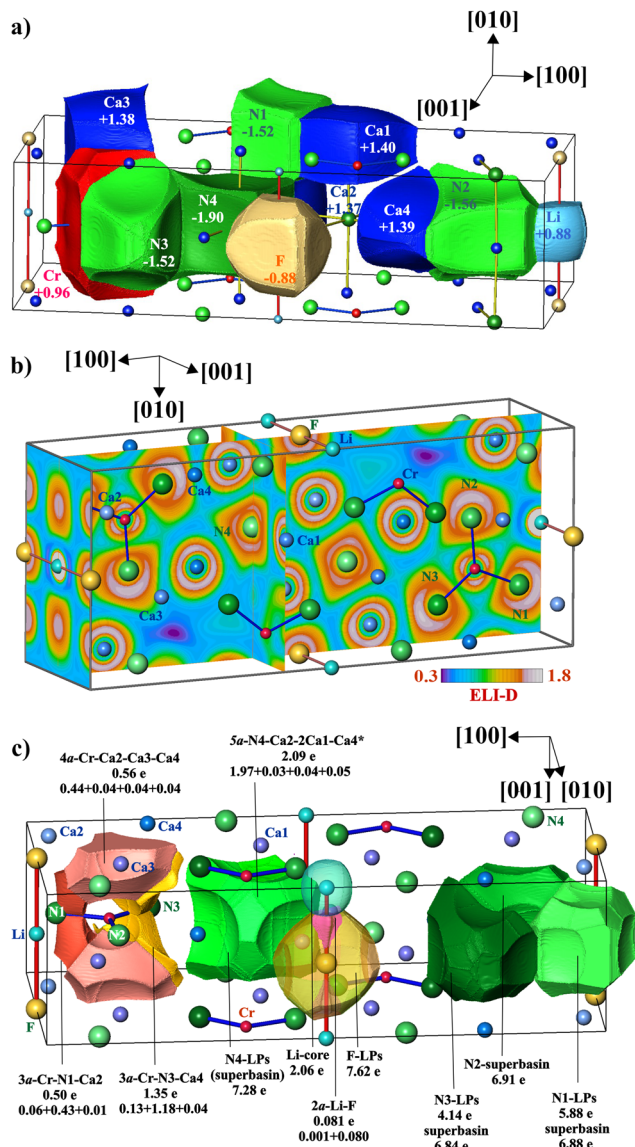 a)
[010]
[100]
[001]
Ca3
+1.38
N1
-1.52
Ca1
+1.40
N4
-1.90
Ca2
+1.37
N2
-1.56
Ca4
+1.39
Li
+0.88
N3
-1.52
F
-0.88
Cr
+0.96
b)
[100]
[001]
[010]
F
Li
Ca2
Ca4
Cr
N2
N4
Ca1
Ca3
N3
N1
0.3
1.8
ELI-D
c)
4a-Cr-Ca2-Ca3-Ca4
0.56 e
0.44+0.04+0.04+0.04
5a-N4-Ca2-2Ca1-Ca4*
2.09 e
1.97+0.03+0.04+0.05
[100]
[001]
[010]
Ca2
Ca4
Ca1
N4
Ca3
N1
N3
N2
Li
F
Cr
3a-Cr-N1-Ca2
0.50 e
0.06+0.43+0.01
3a-Cr-N3-Ca4
1.35 e
0.13+1.18+0.04
N4-LPs
(superbasin)
7.28 e
Li-core
2.06 e
F-LPs
7.62 e
2a-Li-F
0.081 e
0.001+0.080
N2-superbasin
6.91 e
N3-LPs
4.14 e
superbasin
6.84 e
N1-LPs
5.88 e
superbasin
6.88 e